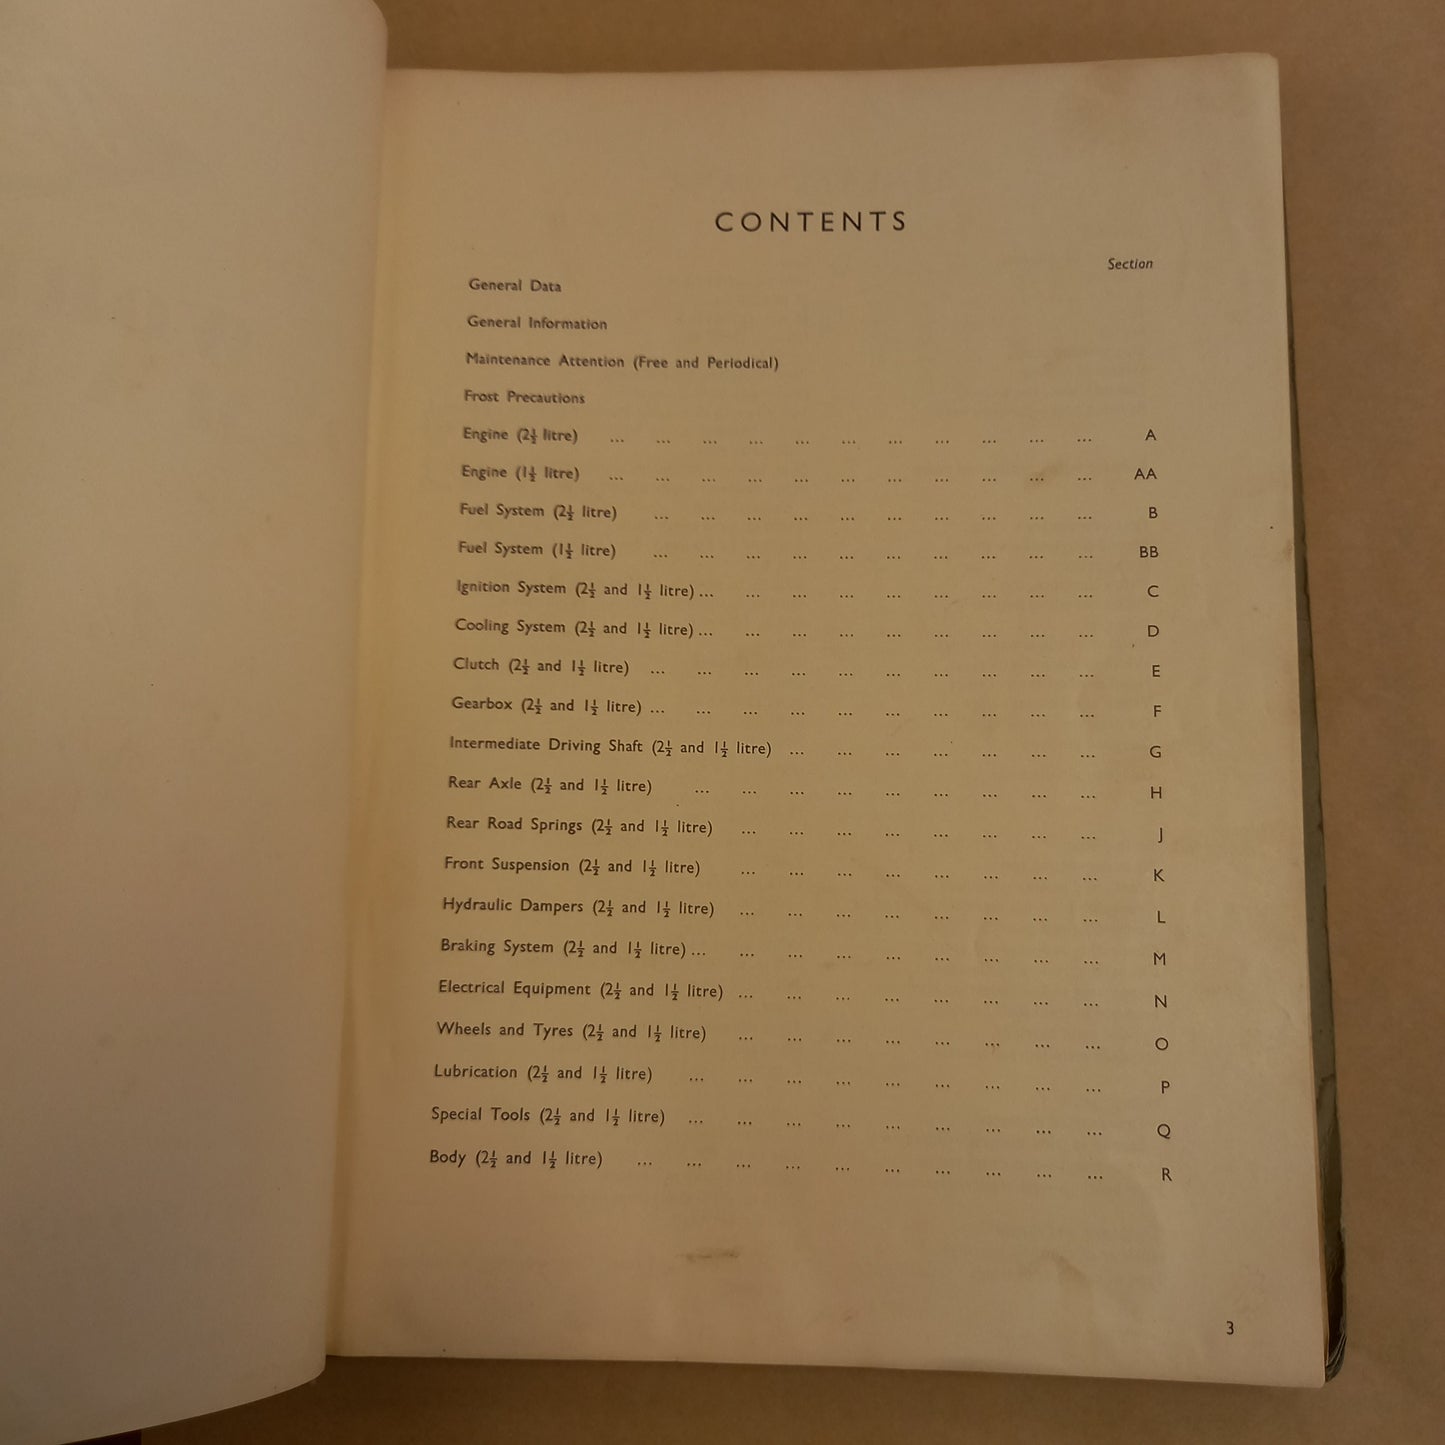 CONTENTS
Section
General Data
General Information
Maintenance Attention (Free and Periodical)
Frost Precautions
Engine (2½ litre) ... ... ... ... ... ... ... ... ... ... ... A
Engine (1½ litre) ... ... ... ... ... ... ... ... ... ... ... AA
Fuel System (2½ litre) ... ... ... ... ... ... ... ... ... ... B
Fuel System (1½ litre) ... ... ... ... ... ... ... ... ... ... BB
Ignition System (2½ and 1½ litre) ... ... ... ... ... ... ... ... ... C
Cooling System (2½ and 1½ litre) ... ... ... ... ... ... ... ... ... D
Clutch (2½ and 1½ litre) ... ... ... ... ... ... ... ... ... ... E
Gearbox (2½ and 1½ litre) ... ... ... ... ... ... ... ... ... ... F
Intermediate Driving Shaft (2½ and 1½ litre) ... ... ... ... ... ... ... G
Rear Axle (2½ and 1½ litre) ... ... ... ... ... ... ... ... ... H
Rear Road Springs (2½ and 1½ litre) ... ... ... ... ... ... ... ... J
Front Suspension (2½ and 1½ litre) ... ... ... ... ... ... ... ... K
Hydraulic Dampers (2½ and 1½ litre) ... ... ... ... ... ... ... ... L
Braking System (2½ and 1½ litre) ... ... ... ... ... ... ... ... ... M
Electrical Equipment (2½ and 1½ litre) ... ... ... ... ... ... ... ... N
Wheels and Tyres (2½ and 1½ litre) ... ... ... ... ... ... ... ... O
Lubrication (2½ and 1½ litre) ... ... ... ... ... ... ... ... ... P
Special Tools (2½ and 1½ litre) ... ... ... ... ... ... ... ... ... Q
Body (2½ and 1½ litre) ... ... ... ... ... ... ... ... ... ... R
3